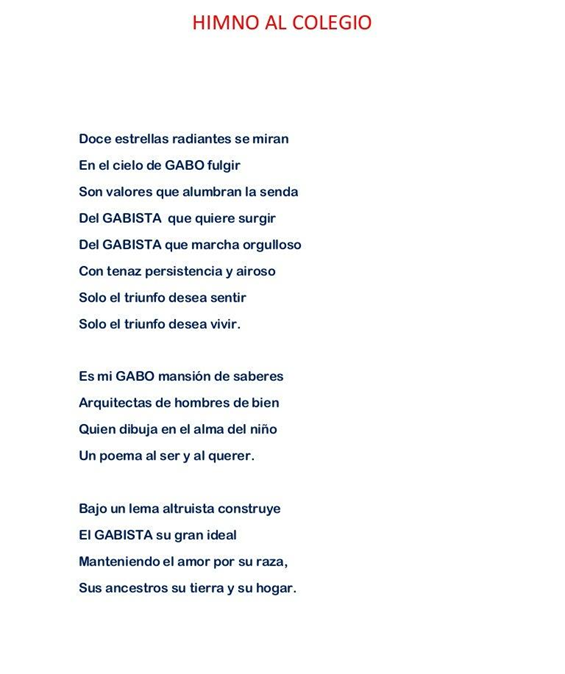 HIMNO AL COLEGIO
Doce estrellas radiantes se miran
En el cielo de GABO fulgir
Son valores que alumbran la senda
Del GABISTA que quiere surgir
Del GABISTA que marcha orgulloso
Con tenaz persistencia y airoso
Solo el triunfo desea sentir
Solo el triunfo desea vivir.
Es mi GABO mansión de saberes
Arquitectas de hombres de bien
Quien dibuja en el alma del niño
Un poema al ser y al querer.
Bajo un lema altruista construye
El GABISTA su gran ideal
Manteniendo el amor por su raza,
Sus ancestros su tierra y su hogar.